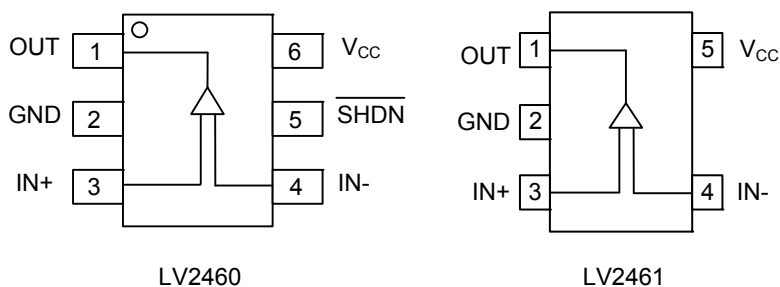 OUT 1 6 VCC
GND 2 5 SHDN
IN+ 3 4 IN-
LV2460
OUT 1 5 VCC
GND 2
IN+ 3 4 IN-
LV2461